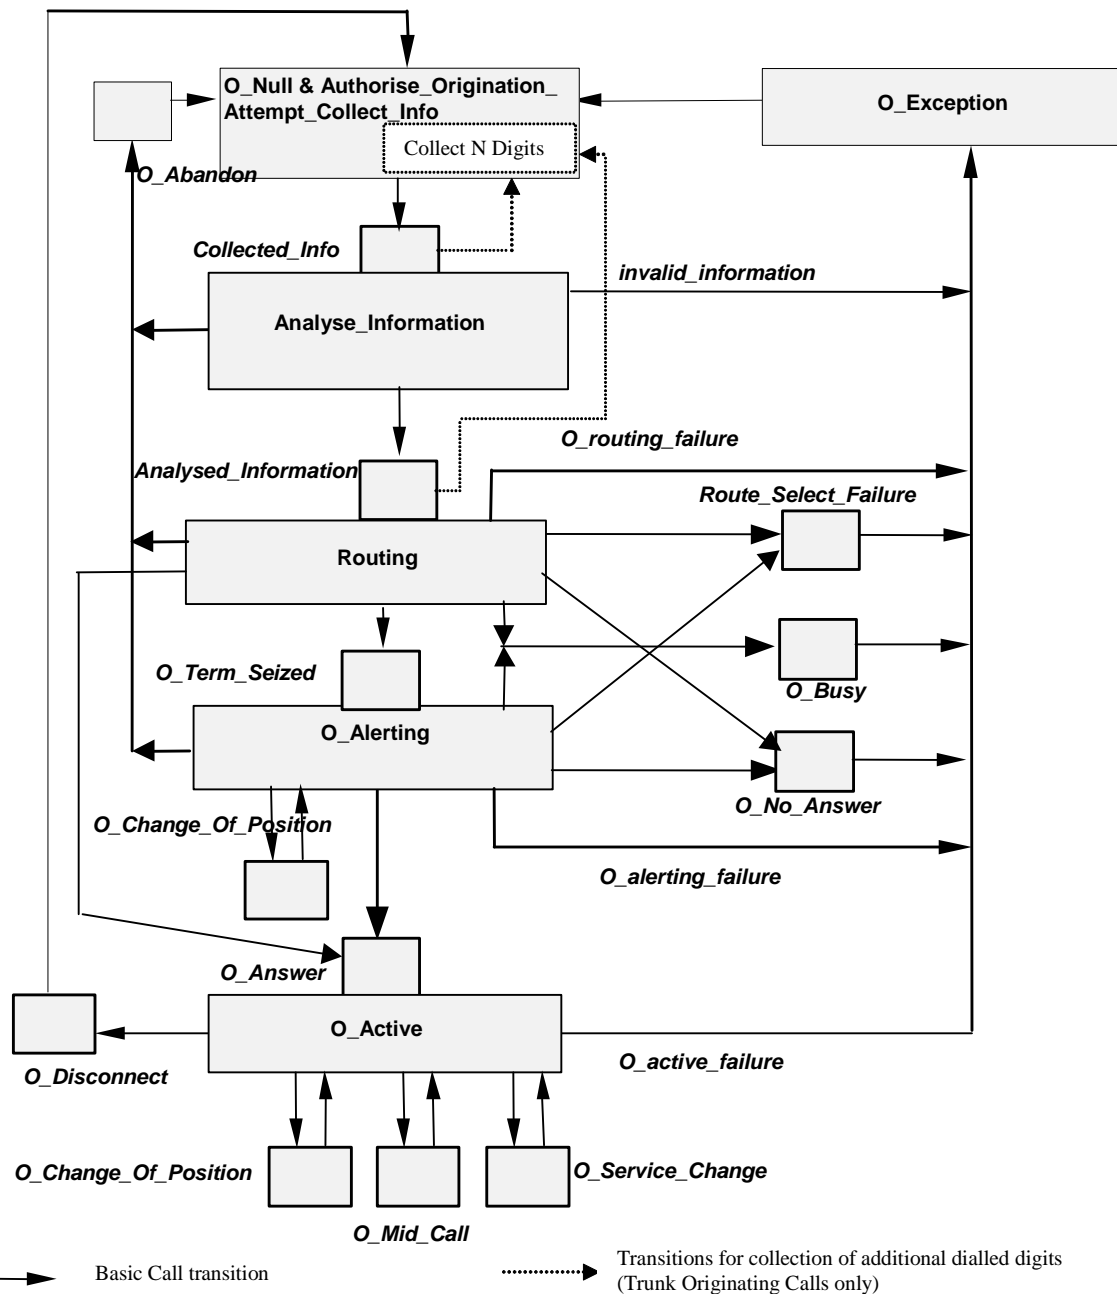 O_Null & Authorise_Origination_
Attempt_Collect_Info
O_Exception
Collect N Digits
O_Abandon
Collected_Info
invalid_information
Analyse_Information
O_routing_failure
Analysed_Information
Route_Select_Failure
Routing
O_Term_Seized
O_Busy
O_Alerting
O_No_Answer
O_Change_Of_Position
O_alerting_failure
O_Answer
O_Active
O_active_failure
O_Disconnect
O_Change_Of_Position
O_Service_Change
O_Mid_Call
Basic Call transition
Transitions for collection of additional dialled digits
(Trunk Originating Calls only)